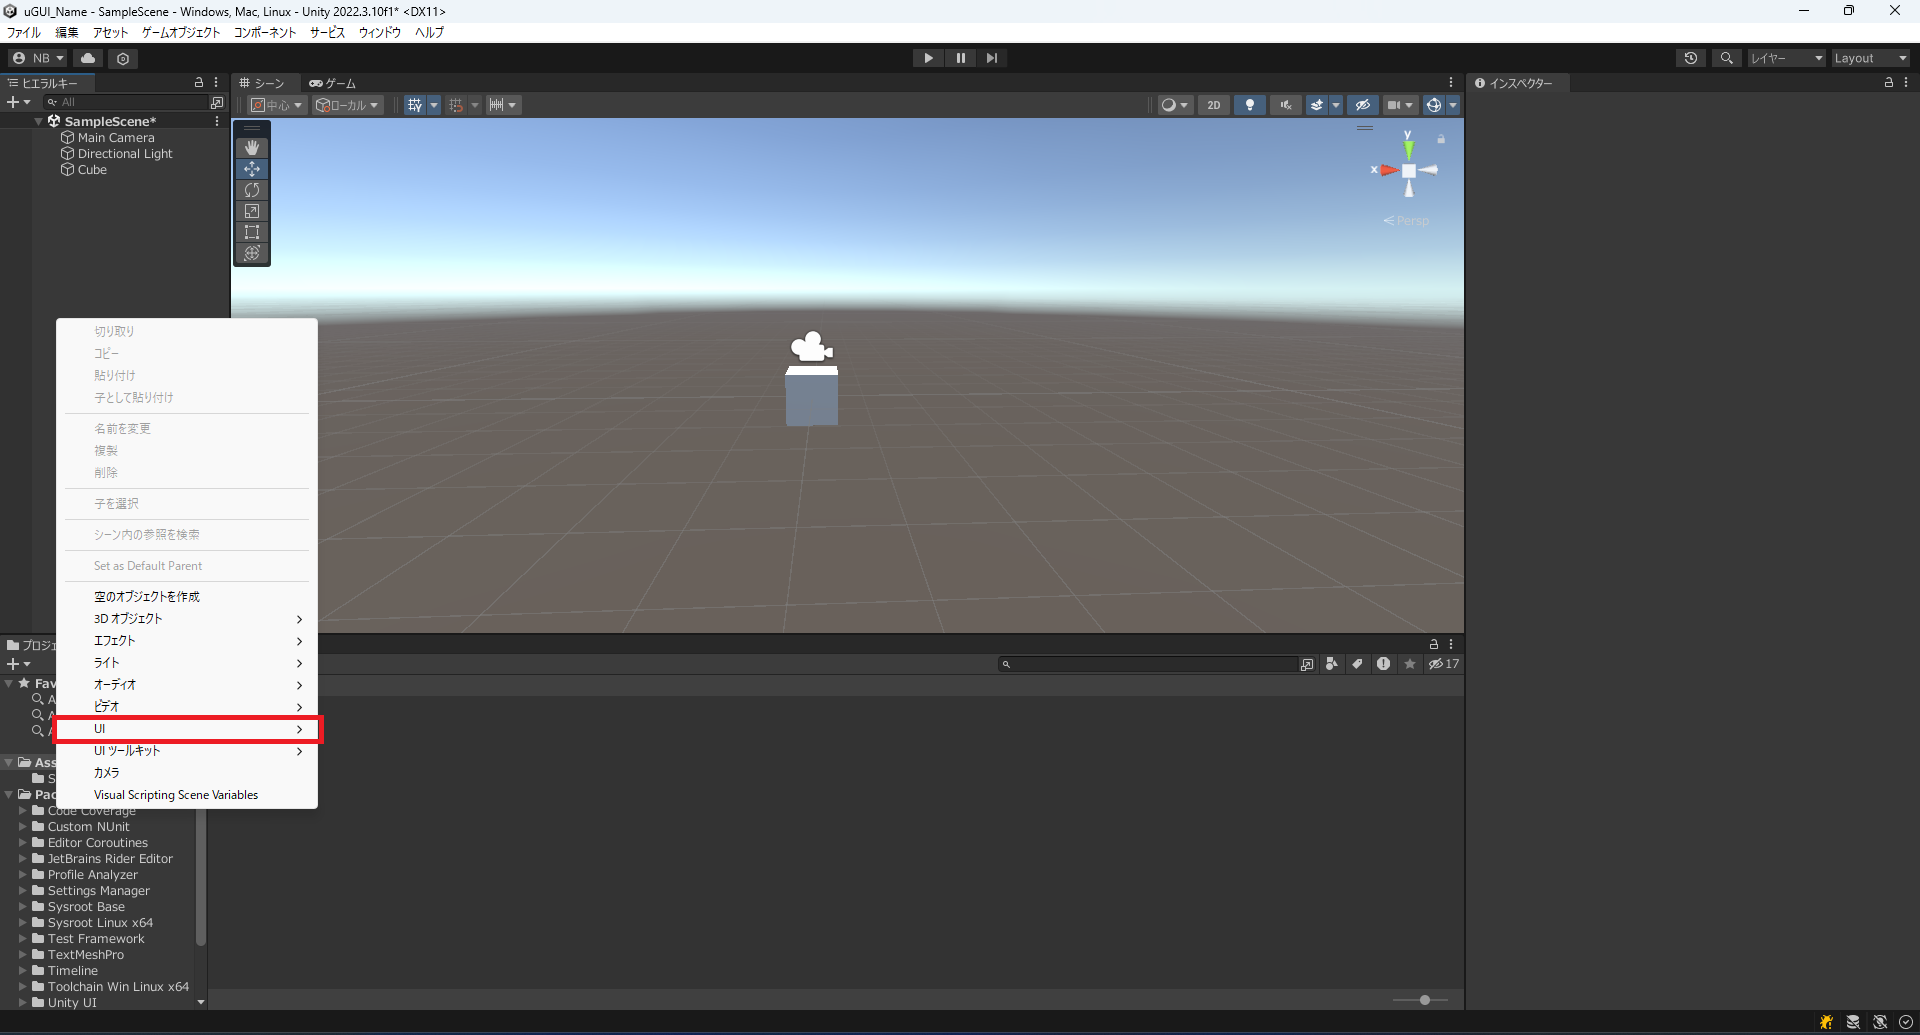 uGUI_Name - SampleScene - Windows, Mac, Linux - Unity 2022.3.10f1* <DX11>
ファイル 編集 アセット ゲームオブジェクト コンポーネント サービス ウィンドウ ヘルプ
NB
レイヤー
Layout
ヒエラルキー
シーン
ゲーム
インスペクター
All
中心
ローカル
2D
SampleScene*
Main Camera
Directional Light
Cube
y
x
Persp
切り取り
コピー
貼り付け
子として貼り付け
名前を変更
複製
削除
子を選択
シーン内の参照を検索
Set as Default Parent
空のオブジェクトを作成
3D オブジェクト
エフェクト
ライト
オーディオ
ビデオ
UI
UI ツールキット
カメラ
Visual Scripting Scene Variables
プロジェ
17
Fav
A
A
A
Ass
S
Pac
Code Coverage
Custom NUnit
Editor Coroutines
JetBrains Rider Editor
Profile Analyzer
Settings Manager
Sysroot Base
Sysroot Linux x64
Test Framework
TextMeshPro
Timeline
Toolchain Win Linux x64
Unity UI